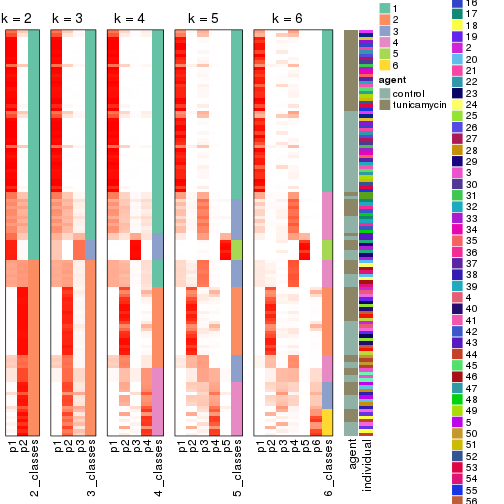 k = 2
k = 3
k = 4
k = 5
k = 6
p1
p2
2_classes
p1
p2
p3
3_classes
p1
p2
p3
p4
4_classes
p1
p2
p3
p4
p5
5_classes
p1
p2
p3
p4
p5
p6
6_classes
agent
individual
1
2
3
4
5
6
agent
control
tunicamycin
16
17
18
19
2
20
21
22
23
24
25
26
27
28
29
3
30
31
32
33
34
35
36
37
38
39
4
40
41
42
43
44
45
46
47
48
49
5
50
51
52
53
54
55
56